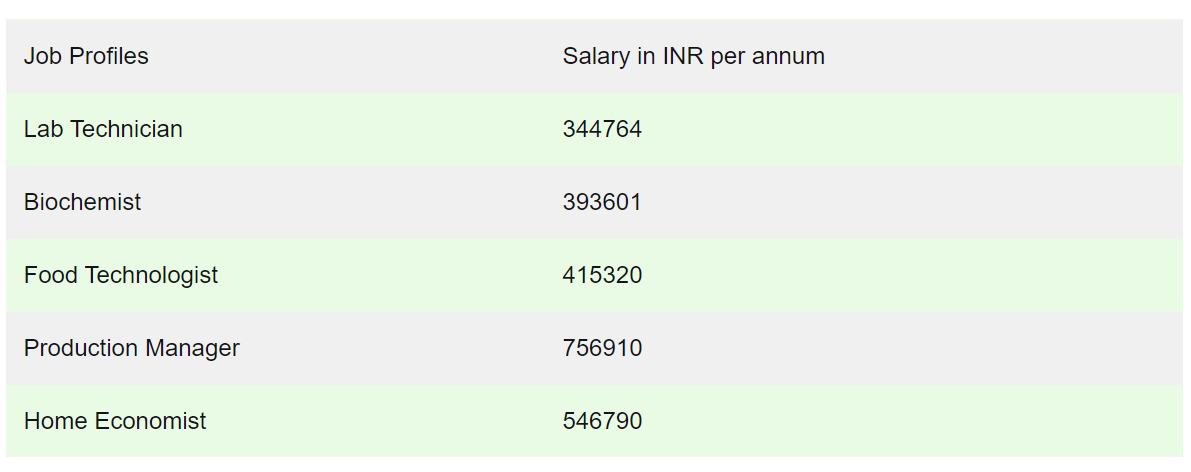 Job Profiles Salary in INR per annum
Lab Technician 344764
Biochemist 393601
Food Technologist 415320
Production Manager 756910
Home Economist 546790